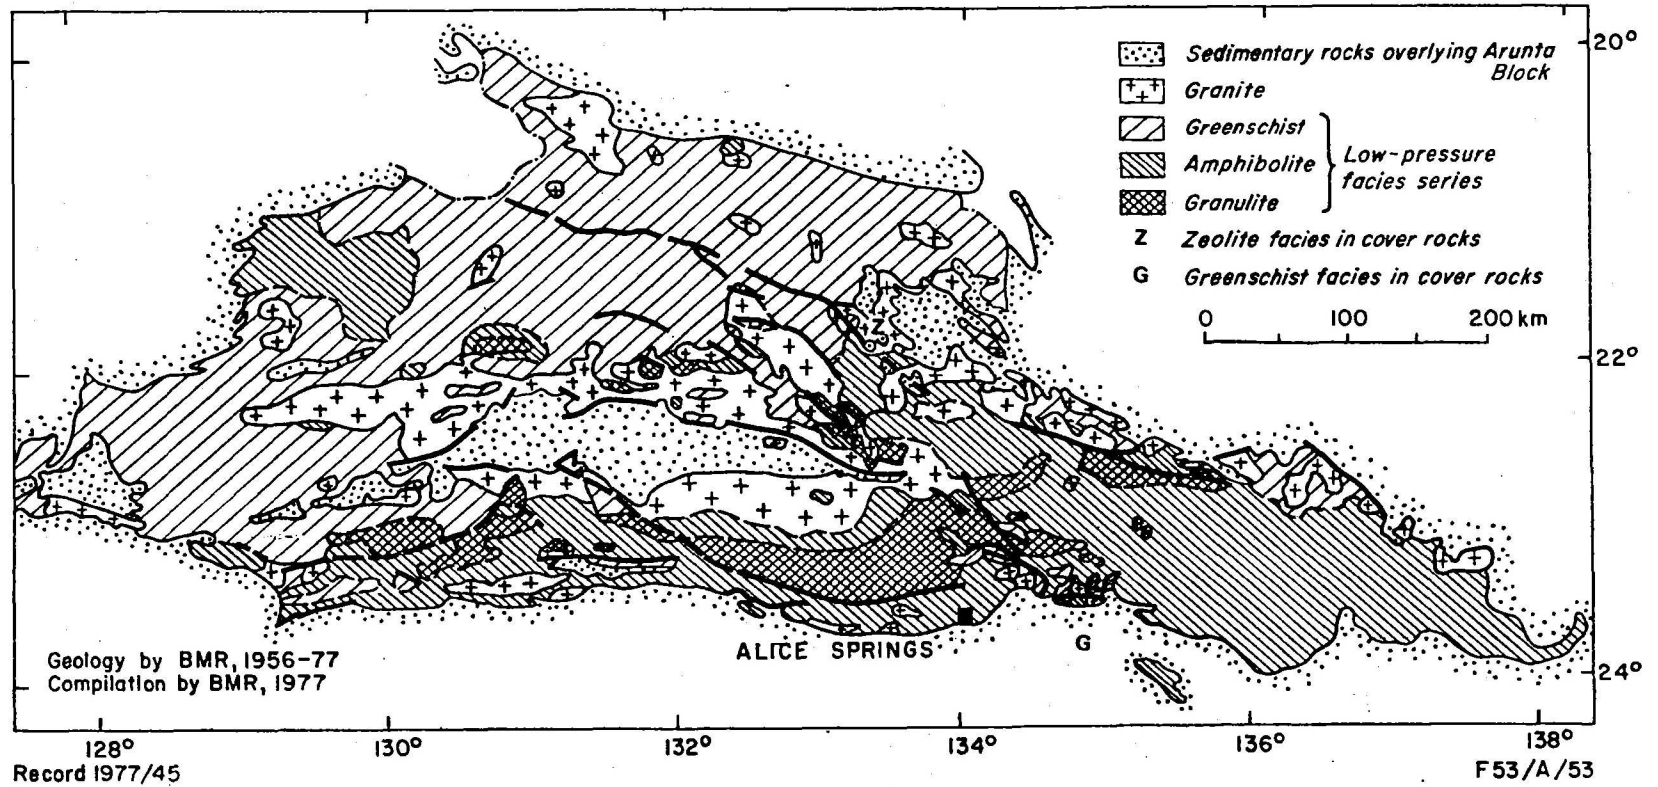 20°
Sedimentary rocks overlying Arunta
Block
Granite
Greenschist
Amphibolite
Low-pressure
facies series
Granulite
Z Zeolite facies in cover rocks
G Greenschist facies in cover rocks
0 100 200 km
22°
Z
ALICE SPRINGS
G
Geology by BMR, 1956-77
Compilation by BMR, 1977
24°
128° 130° 132° 134° 136° 138°
Record 1977/45
F53/A/53